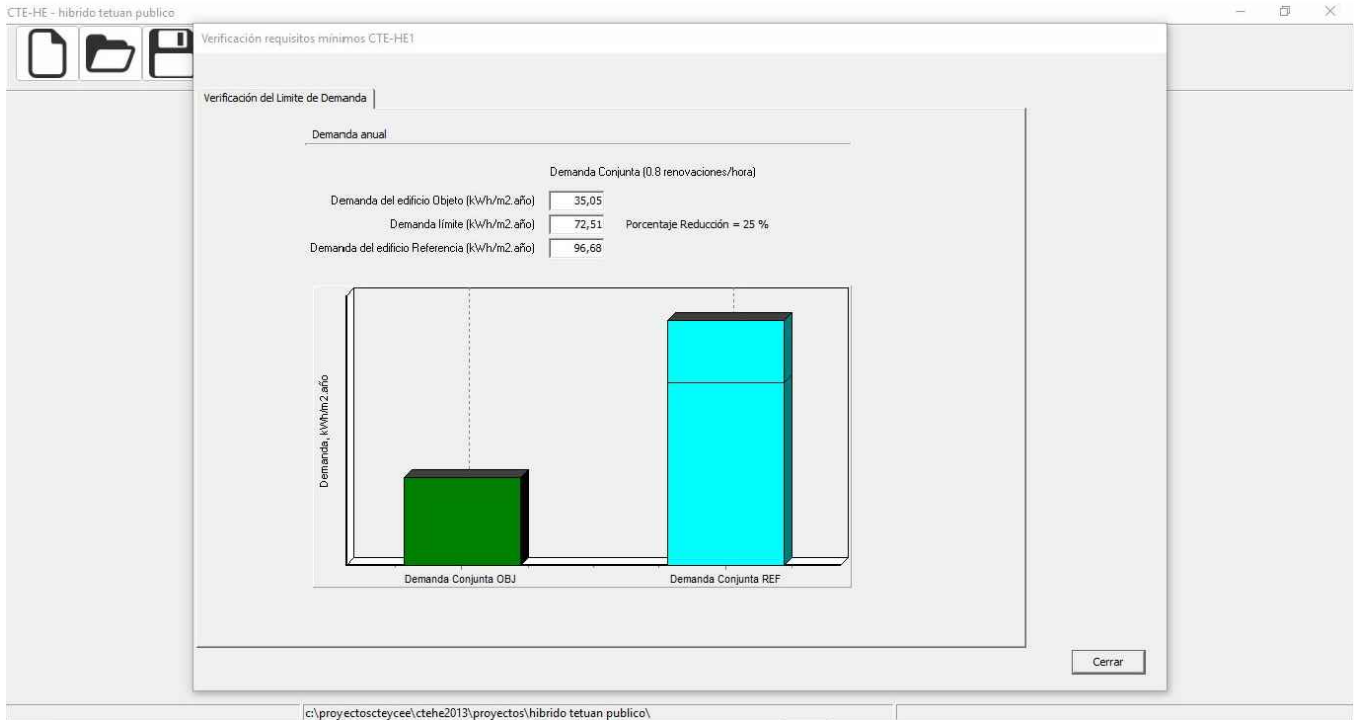 CTE-HE - hibrido tetuan publico
Verificación requisitos mínimos CTE-HE1
Verificación del Limite de Demanda
Demanda anual
Demanda Conjunta (0.8 renovaciones/hora)
Demanda del edificio Objeto (kWh/m2.año) 35,05
Demanda límite (kWh/m2.año) 72,51 Porcentaje Reducción = 25 %
Demanda del edificio Referencia (kWh/m2.año) 96,68
Demanda, kWh/m2.año
Demanda Conjunta OBJ Demanda Conjunta REF
Cerrar
c:\proyectoscteycee\ctehe2013\proyectos\hibrido tetuan publico\